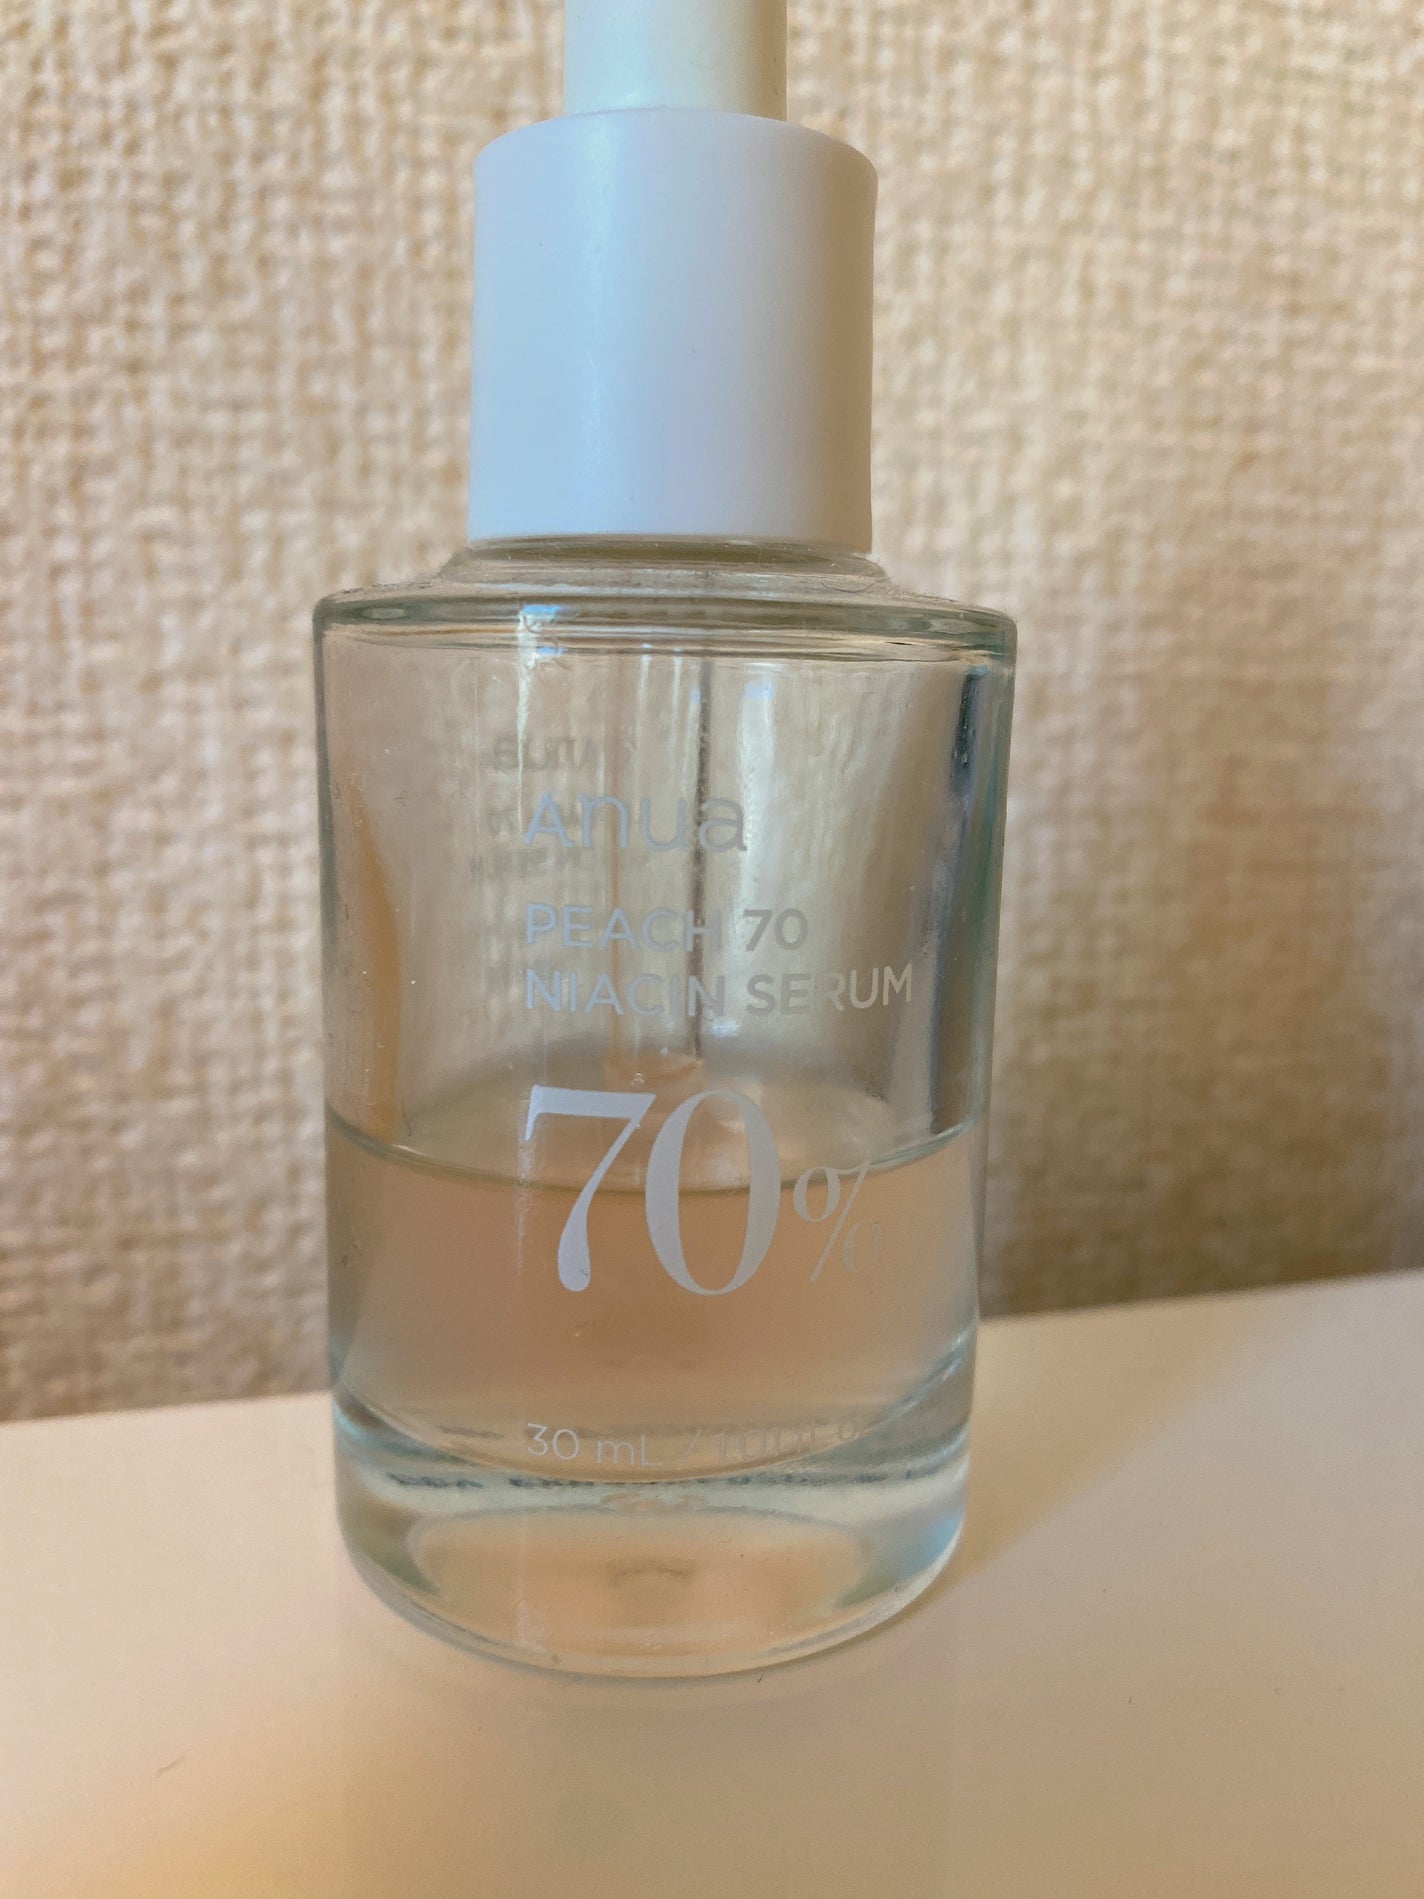 Anua
PEACH 70
NIACIN SERUM
70%
30 mL /